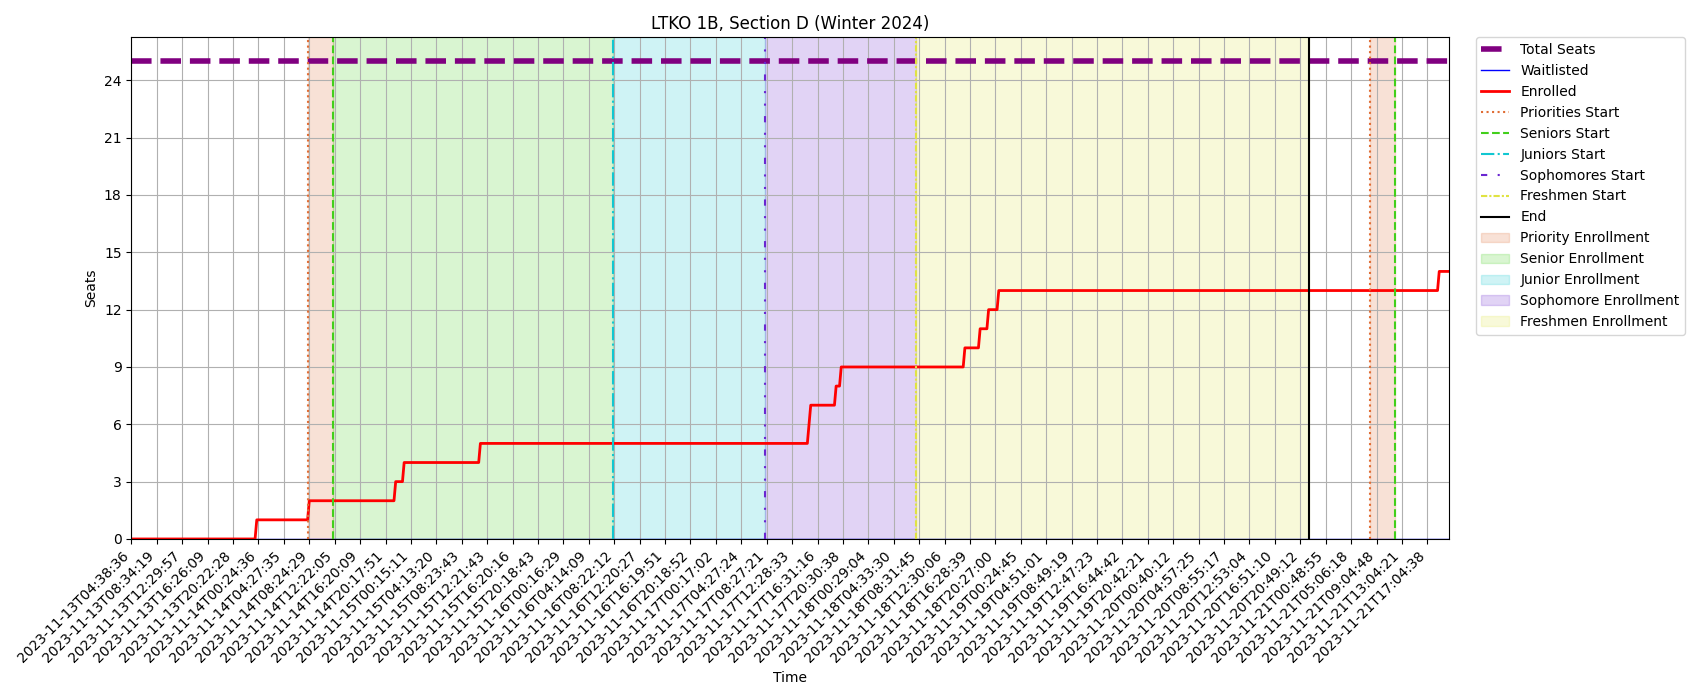 LTKO 1B, Section D (Winter 2024)
Seats
24
21
18
15
12
9
6
3
0
2023-11-13T04:38:36
2023-11-13T08:34:19
2023-11-13T12:29:57
2023-11-13T16:26:09
2023-11-13T20:22:28
2023-11-14T00:24:36
2023-11-14T04:27:35
2023-11-14T08:24:29
2023-11-14T12:22:05
2023-11-14T16:20:09
2023-11-14T20:17:51
2023-11-15T00:15:11
2023-11-15T04:13:20
2023-11-15T08:23:43
2023-11-15T12:21:43
2023-11-15T16:20:16
2023-11-15T20:18:43
2023-11-16T00:16:29
2023-11-16T04:14:09
2023-11-16T08:22:12
2023-11-16T12:20:27
2023-11-16T16:19:51
2023-11-16T20:18:52
2023-11-17T00:17:02
2023-11-17T04:27:24
2023-11-17T08:27:21
2023-11-17T12:28:33
2023-11-17T16:31:16
2023-11-17T20:30:38
2023-11-18T00:29:04
2023-11-18T04:33:30
2023-11-18T08:31:45
2023-11-18T12:30:06
2023-11-18T16:28:39
2023-11-18T20:27:00
2023-11-19T00:24:45
2023-11-19T04:51:01
2023-11-19T08:49:19
2023-11-19T12:47:23
2023-11-19T16:44:42
2023-11-19T20:42:21
2023-11-20T00:40:12
2023-11-20T04:57:25
2023-11-20T08:55:17
2023-11-20T12:53:04
2023-11-20T16:51:10
2023-11-20T20:49:12
2023-11-21T00:48:55
2023-11-21T05:06:18
2023-11-21T09:04:48
2023-11-21T13:04:21
2023-11-21T17:04:38
Time
Total Seats
Waitlisted
Enrolled
Priorities Start
Seniors Start
Juniors Start
Sophomores Start
Freshmen Start
End
Priority Enrollment
Senior Enrollment
Junior Enrollment
Sophomore Enrollment
Freshmen Enrollment